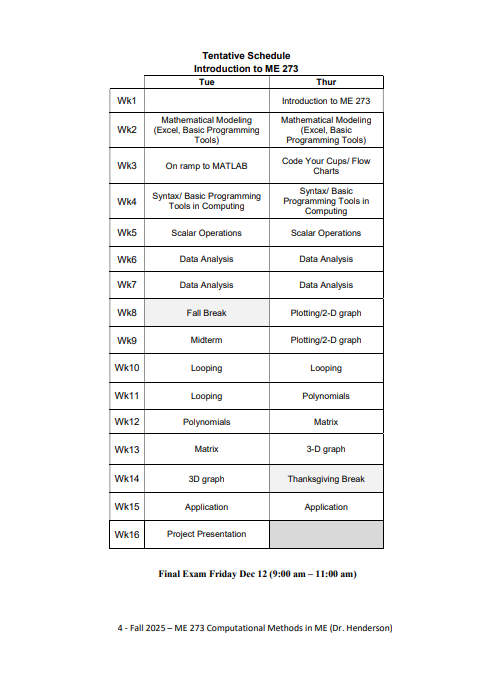 Tentative Schedule
Introduction to ME 273
Tue Thur
Wk1 Introduction to ME 273
Wk2 Mathematical Modeling (Excel, Basic Programming Tools) Mathematical Modeling (Excel, Basic Programming Tools)
Wk3 On ramp to MATLAB Code Your Cups/ Flow Charts
Wk4 Syntax/ Basic Programming Tools in Computing Syntax/ Basic Programming Tools in Computing
Wk5 Scalar Operations Scalar Operations
Wk6 Data Analysis Data Analysis
Wk7 Data Analysis Data Analysis
Wk8 Fall Break Plotting/2-D graph
Wk9 Midterm Plotting/2-D graph
Wk10 Looping Looping
Wk11 Looping Polynomials
Wk12 Polynomials Matrix
Wk13 Matrix 3-D graph
Wk14 3D graph Thanksgiving Break
Wk15 Application Application
Wk16 Project Presentation
Final Exam Friday Dec 12 (9:00 am – 11:00 am)
4 - Fall 2025 – ME 273 Computational Methods in ME (Dr. Henderson)